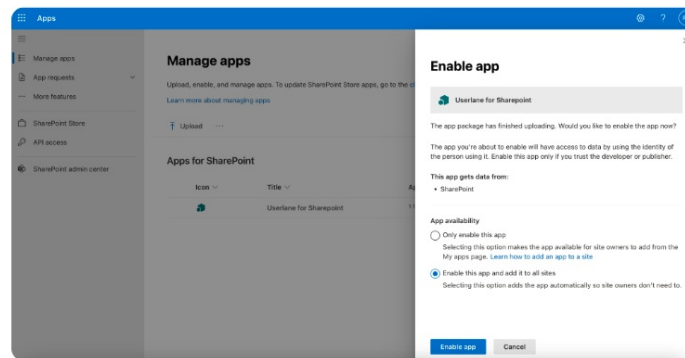 Apps
?
Manage apps
App requests
More features
SharePoint Store
API access
SharePoint admin center
Manage apps
Upload, enable, and manage apps. To update SharePoint Store apps, go to the
Learn more about managing apps
Upload
Apps for SharePoint
Icon
Title
Userlane for Sharepoint
Enable app
Userlane for Sharepoint
The app package has finished uploading. Would you like to enable the app now?
The app you're about to enable will have access to data by using the identity of
the person using it. Enable this app only if you trust the developer or publisher.
This app gets data from:
• SharePoint
App availability
Only enable this app
Selecting this option makes the app available for site owners to add from the
My apps page. Learn how to add an app to a site
Enable this app and add it to all sites
Selecting this option adds the app automatically so site owners don't need to.
Enable app
Cancel